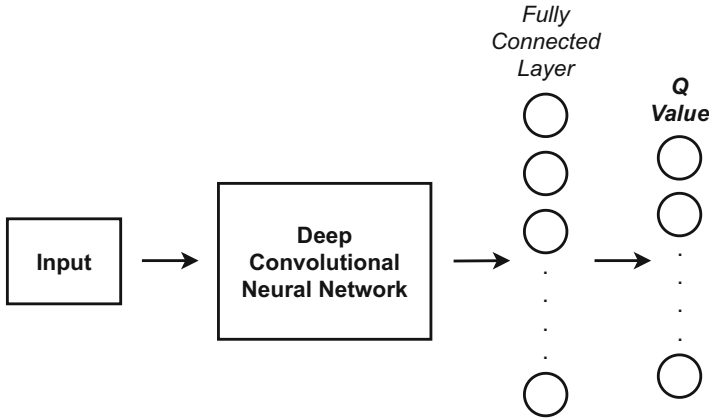 Fully
Connected
Layer
Q
Value
Input
Deep
Convolutional
Neural Network